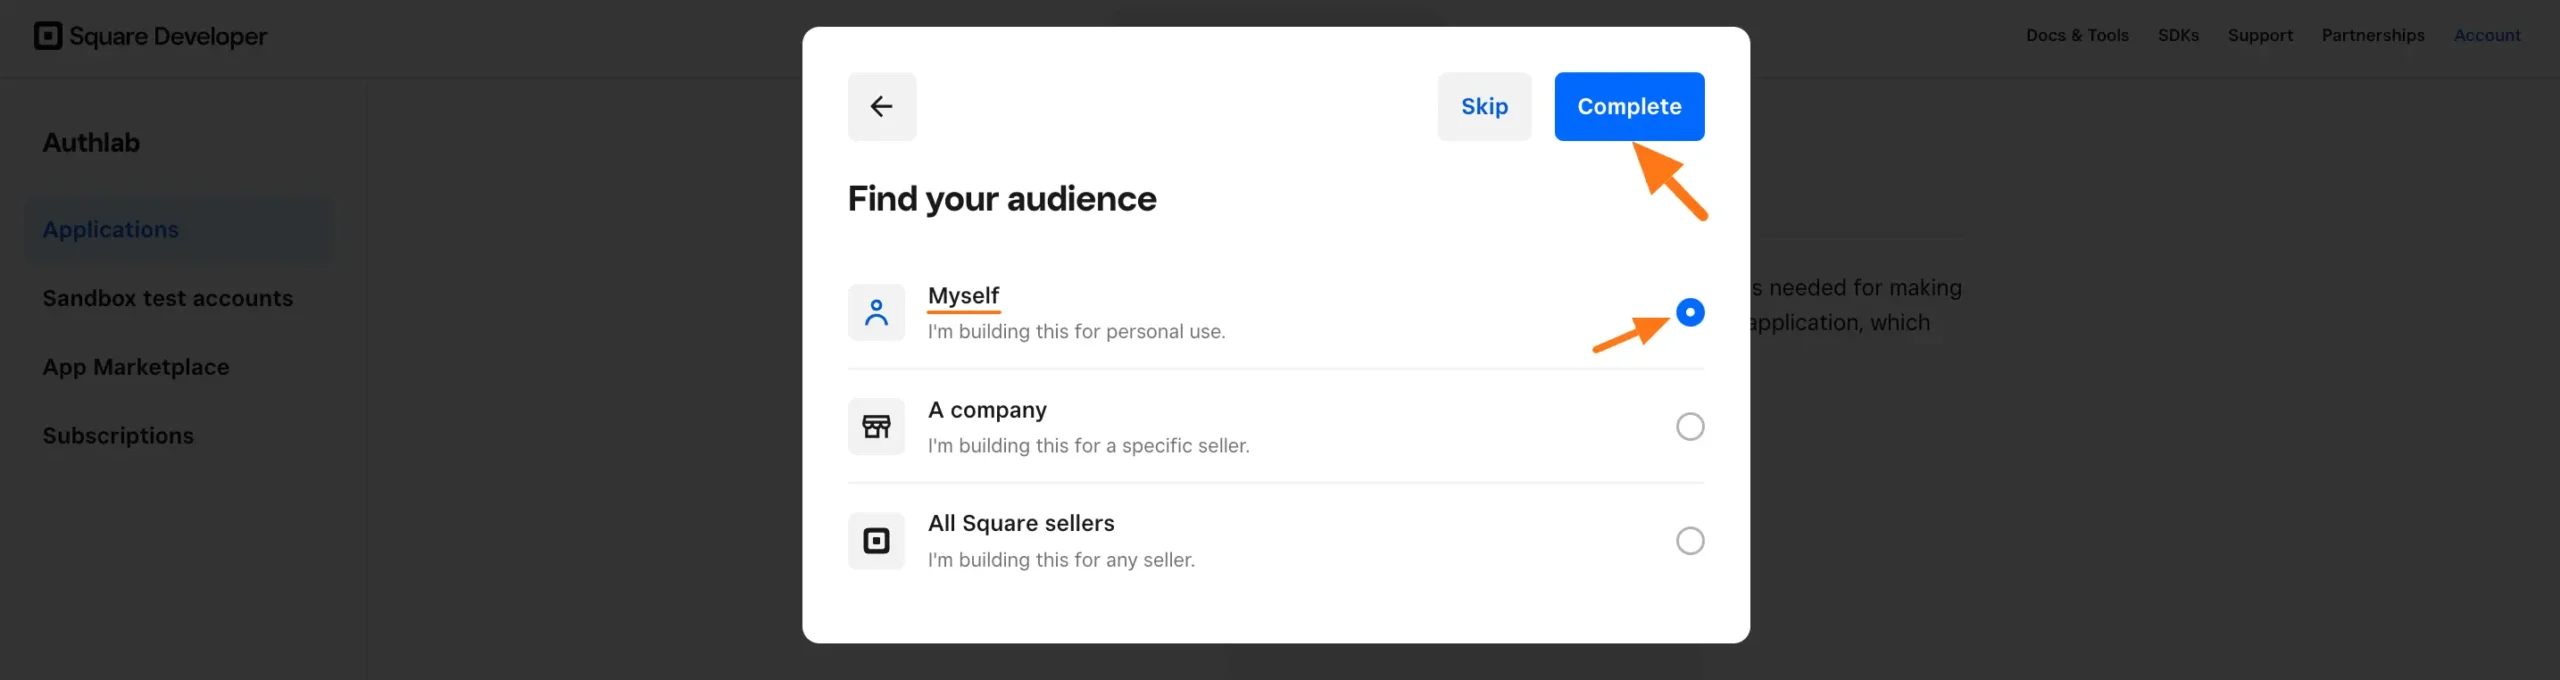 Square Developer
Docs & Tools SDKs Support Partnerships Account
Authlab
Applications
Sandbox test accounts
App Marketplace
Subscriptions
Skip
Complete
Find your audience
Myself
I'm building this for personal use.
A company
I'm building this for a specific seller.
All Square sellers
I'm building this for any seller.
s needed for making
application, which